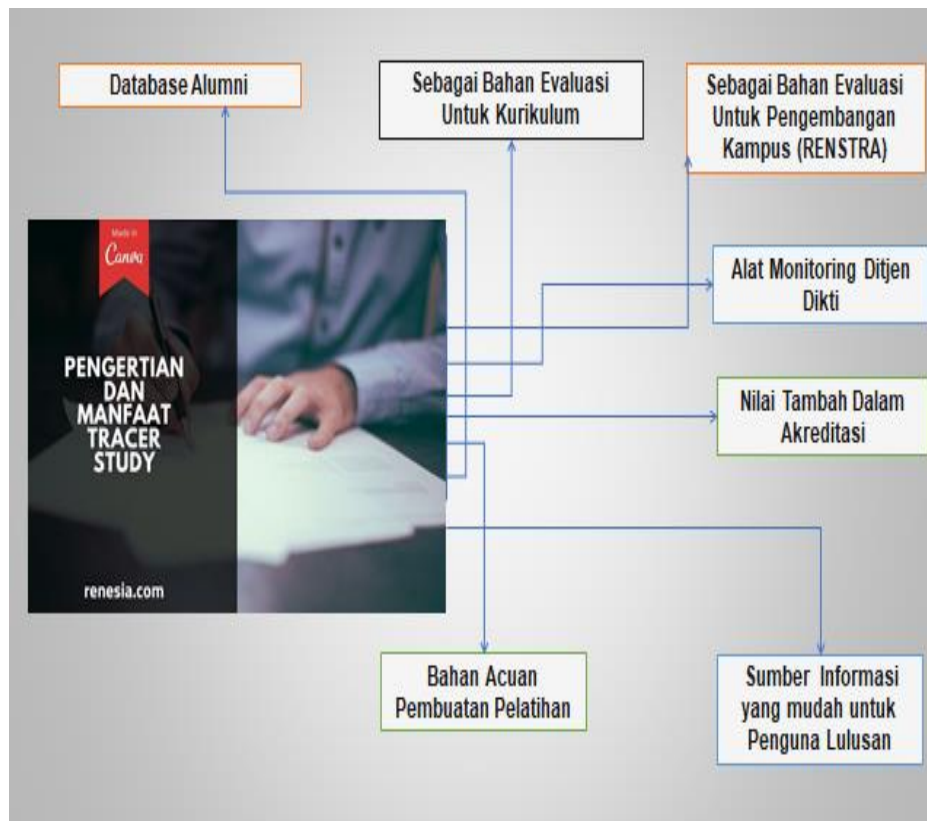 Database Alumni
Sebagai Bahan Evaluasi
Untuk Kurikulum
Sebagai Bahan Evaluasi
Untuk Pengembangan
Kampus (RENSTRA)
Made in
Canva
PENGERTIAN
DAN
MANFAAT
TRACER
STUDY
renesia.com
Alat Monitoring Ditjen
Dikti
Nilai Tambah Dalam
Akreditasi
Bahan Acuan
Pembuatan Pelatihan
Sumber Informasi
yang mudah untuk
Penguna Lulusan